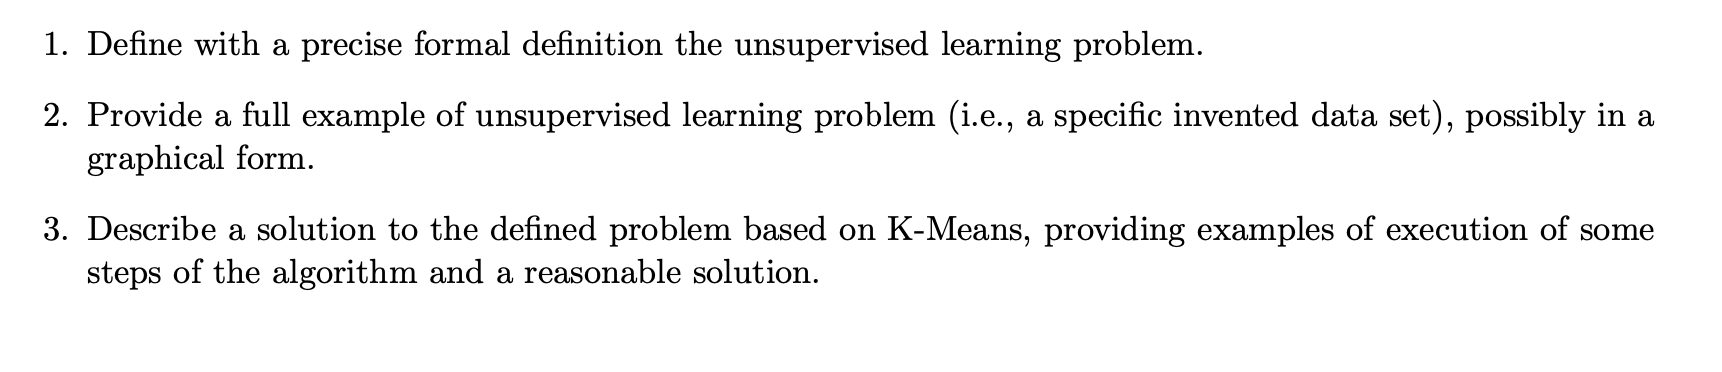 1. Define with a precise formal definition the unsupervised learning problem.
2. Provide a full example of unsupervised learning problem (i.e., a specific invented data set), possibly in a
graphical form.
3. Describe a solution to the defined problem based on K-Means, providing examples of execution of some
steps of the algorithm and a reasonable solution.